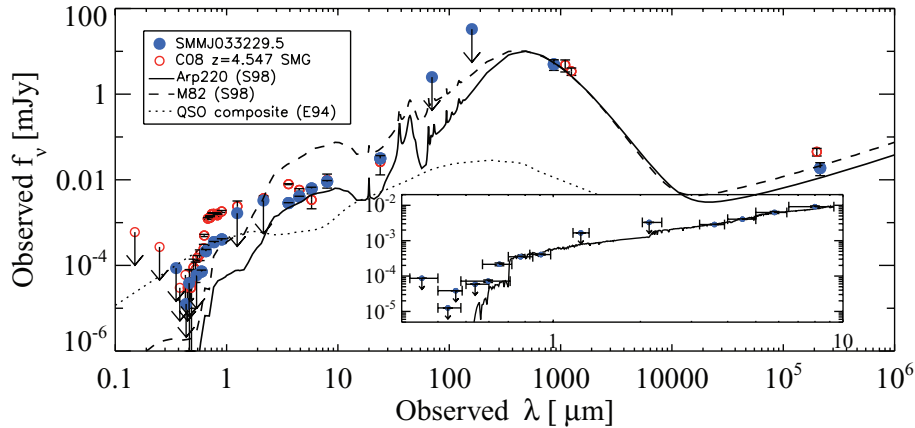 100
1
0.01
10^-4
10^-6
Observed f_ν [mJy]
SMMJ033229.5
C08 z=4.547 SMG
Arp220 (S98)
M82 (S98)
QSO composite (E94)
10^-2
10^-3
10^-4
10^-5
1
10
0.1
1
10
100
1000
10000
10^5
10^6
Observed λ [ μm]